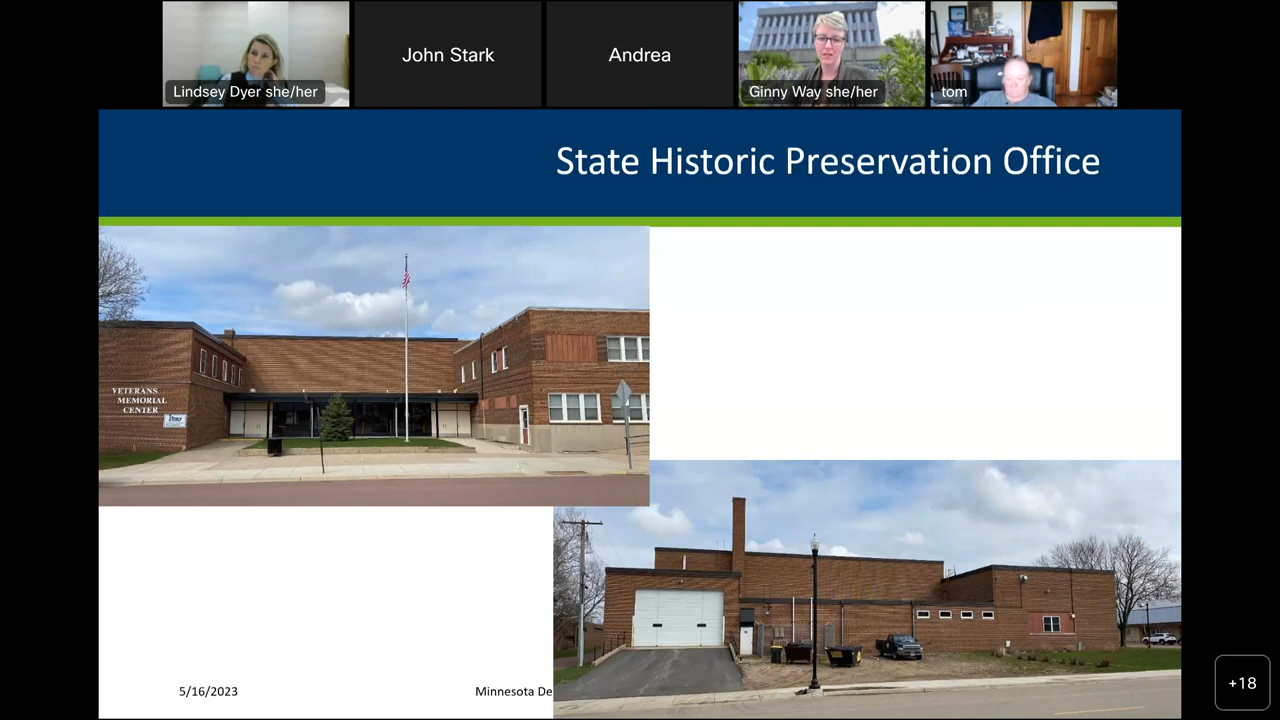 Lindsey Dyer she/her
John Stark
Andrea
Ginny Way she/her
tom
State Historic Preservation Office
VETERANS
MEMORIAL
CENTER
5/16/2023
Minnesota De
+18